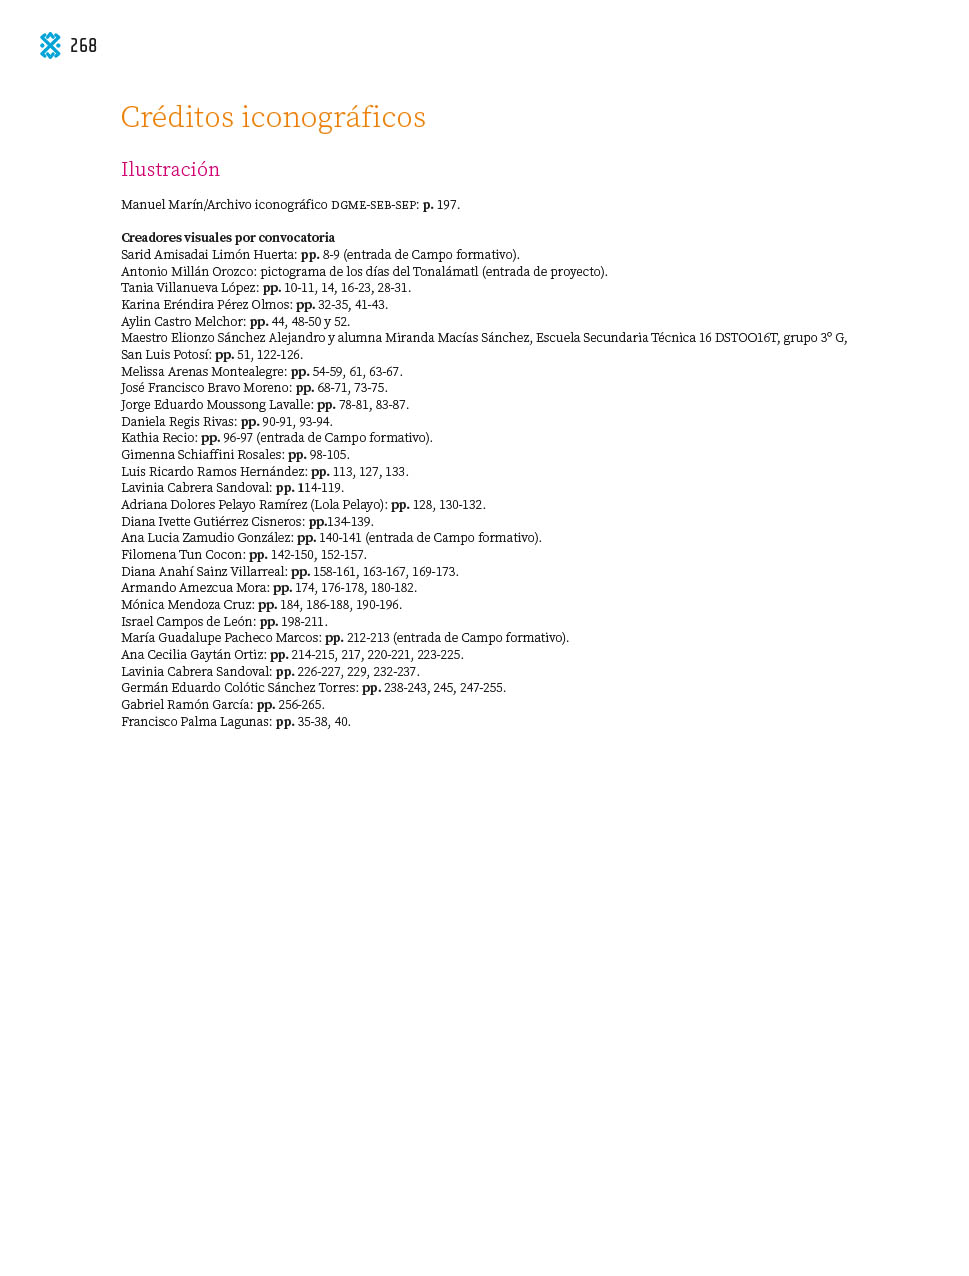 268
Créditos iconográficos
Ilustración
Manuel Marín/Archivo iconográfico DGME-SEB-SEP: p. 197.
Creadores visuales por convocatoria
Sarid Amisadai Limón Huerta: pp. 8-9 (entrada de Campo formativo).
Antonio Millán Orozco: pictograma de los días del Tonalámatl (entrada de proyecto).
Tania Villanueva López: pp. 10-11, 14, 16-23, 28-31.
Karina Eréndira Pérez Olmos: pp. 32-35, 41-43.
Aylin Castro Melchor: pp. 44, 48-50 y 52.
Maestro Elionzo Sánchez Alejandro y alumna Miranda Macías Sánchez, Escuela Secundaria Técnica 16 DSTOO16T, grupo 3º G,
San Luis Potosí: pp. 51, 122-126.
Melissa Arenas Montealegre: pp. 54-59, 61, 63-67.
José Francisco Bravo Moreno: pp. 68-71, 73-75.
Jorge Eduardo Moussong Lavalle: pp. 78-81, 83-87.
Daniela Regis Rivas: pp. 90-91, 93-94.
Kathia Recio: pp. 96-97 (entrada de Campo formativo).
Gimenna Schiaffini Rosales: pp. 98-105.
Luis Ricardo Ramos Hernández: pp. 113, 127, 133.
Lavinia Cabrera Sandoval: pp. 114-119.
Adriana Dolores Pelayo Ramírez (Lola Pelayo): pp. 128, 130-132.
Diana Ivette Gutiérrez Cisneros: pp.134-139.
Ana Lucia Zamudio González: pp. 140-141 (entrada de Campo formativo).
Filomena Tun Cocon: pp. 142-150, 152-157.
Diana Anahí Sainz Villarreal: pp. 158-161, 163-167, 169-173.
Armando Amezcua Mora: pp. 174, 176-178, 180-182.
Mónica Mendoza Cruz: pp. 184, 186-188, 190-196.
Israel Campos de León: pp. 198-211.
María Guadalupe Pacheco Marcos: pp. 212-213 (entrada de Campo formativo).
Ana Cecilia Gaytán Ortiz: pp. 214-215, 217, 220-221, 223-225.
Lavinia Cabrera Sandoval: pp. 226-227, 229, 232-237.
Germán Eduardo Colótic Sánchez Torres: pp. 238-243, 245, 247-255.
Gabriel Ramón García: pp. 256-265.
Francisco Palma Lagunas: pp. 35-38, 40.